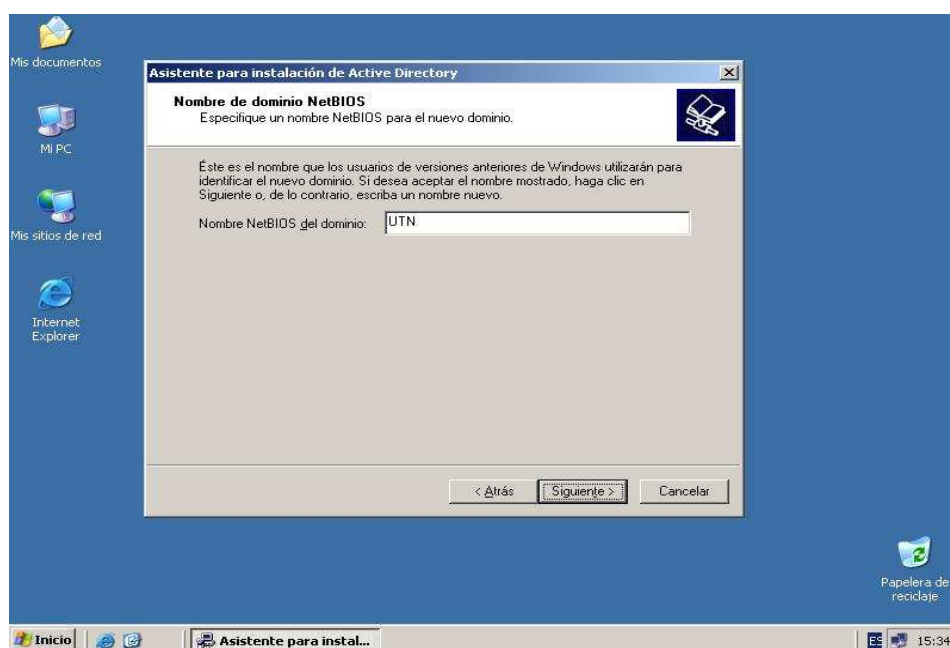 Mis documentos
Mi PC
Mis sitios de red
Internet
Explorer
Asistente para instalación de Active Directory
Nombre de dominio NetBIOS
Especifique un nombre NetBIOS para el nuevo dominio.
Éste es el nombre que los usuarios de versiones anteriores de Windows utilizarán para
identificar el nuevo dominio. Si desea aceptar el nombre mostrado, haga clic en
Siguiente o, de lo contrario, escriba un nombre nuevo.
Nombre NetBIOS del dominio: UTN
< Atrás Siguiente > Cancelar
Papelera de
reciclaje
Inicio Asistente para instal... ES 15:34